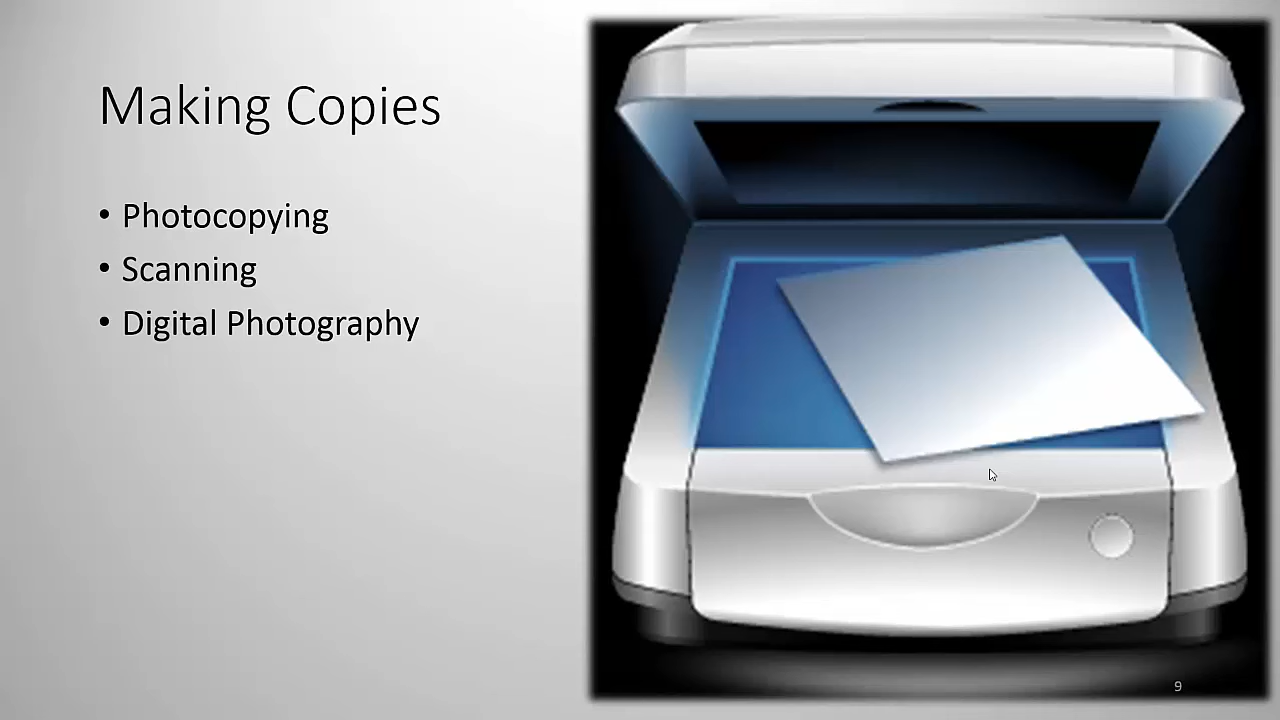 Making Copies
• Photocopying
• Scanning
• Digital Photography
9